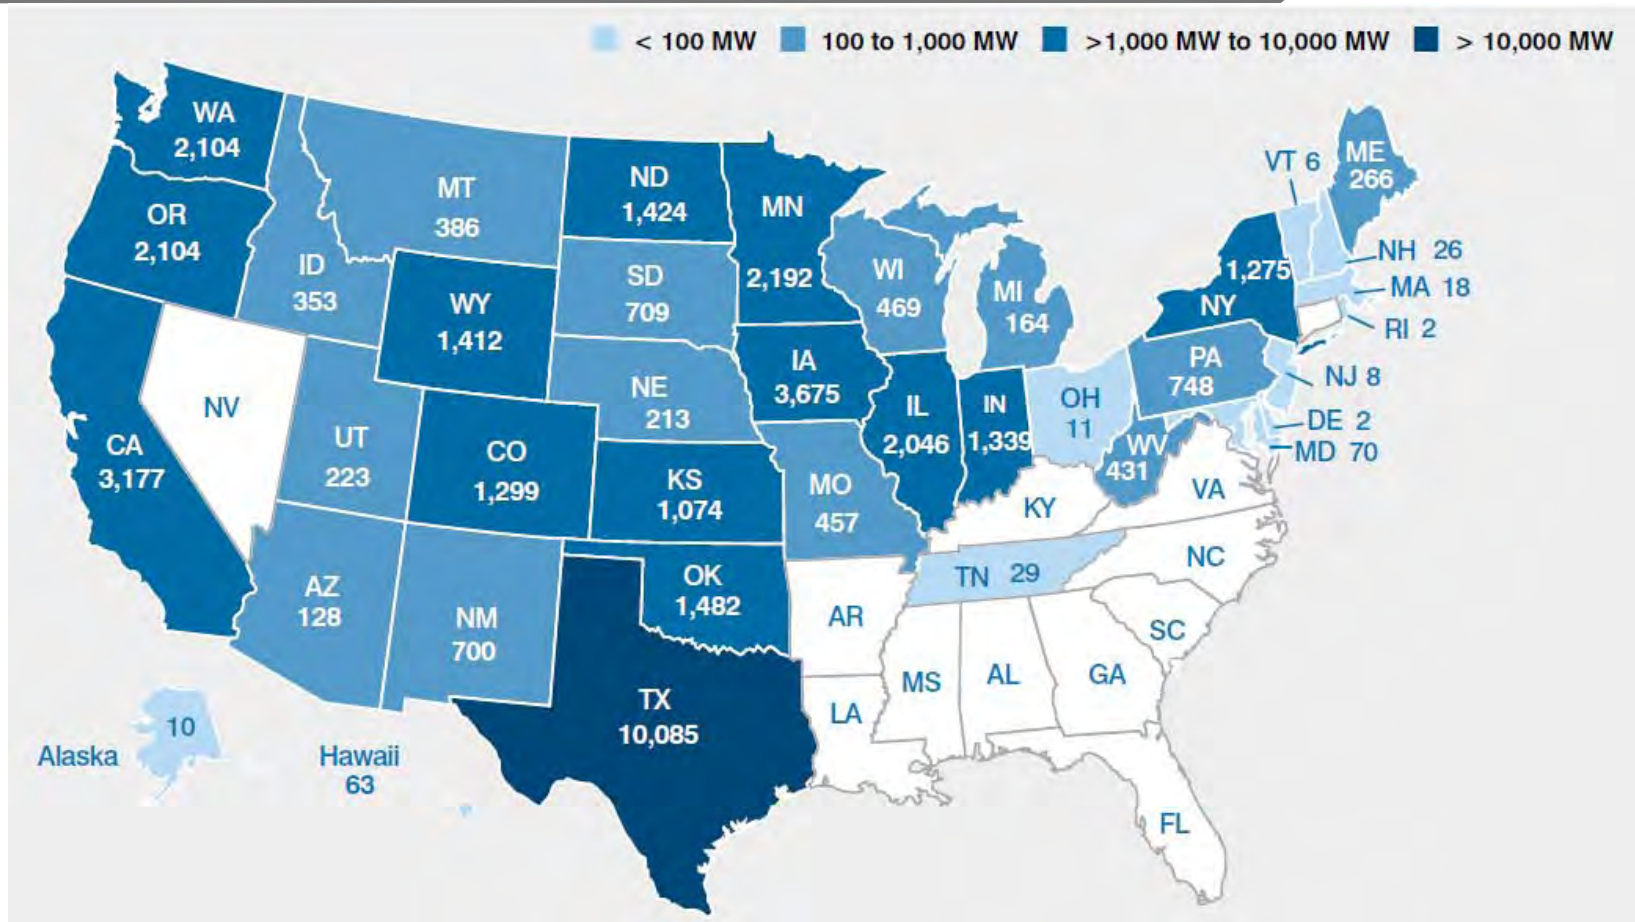 < 100 MW 100 to 1,000 MW >1,000 MW to 10,000 MW > 10,000 MW
WA
2,104
OR
2,104
CA
3,177
NV
ID
353
MT
386
WY
1,412
UT
223
CO
1,299
AZ
128
NM
700
ND
1,424
SD
709
NE
213
KS
1,074
OK
1,482
TX
10,085
MN
2,192
IA
3,675
MO
457
AR
LA
WI
469
IL
2,046
MI
164
IN
1,339
OH
11
KY
TN 29
MS
AL
GA
FL
SC
NC
VA
WV
431
PA
748
1,275
NY
VT 6
ME
266
NH 26
MA 18
RI 2
NJ 8
DE 2
MD 70
Alaska
10
Hawaii
63